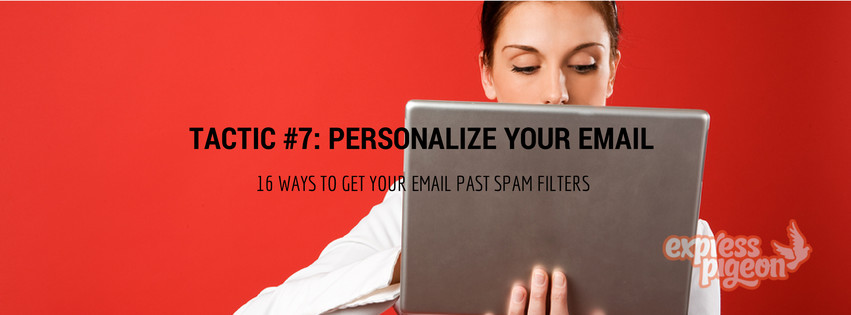 TACTIC #7: PERSONALIZE YOUR EMAIL
16 WAYS TO GET YOUR EMAIL PAST SPAM FILTERS
express
pigeon